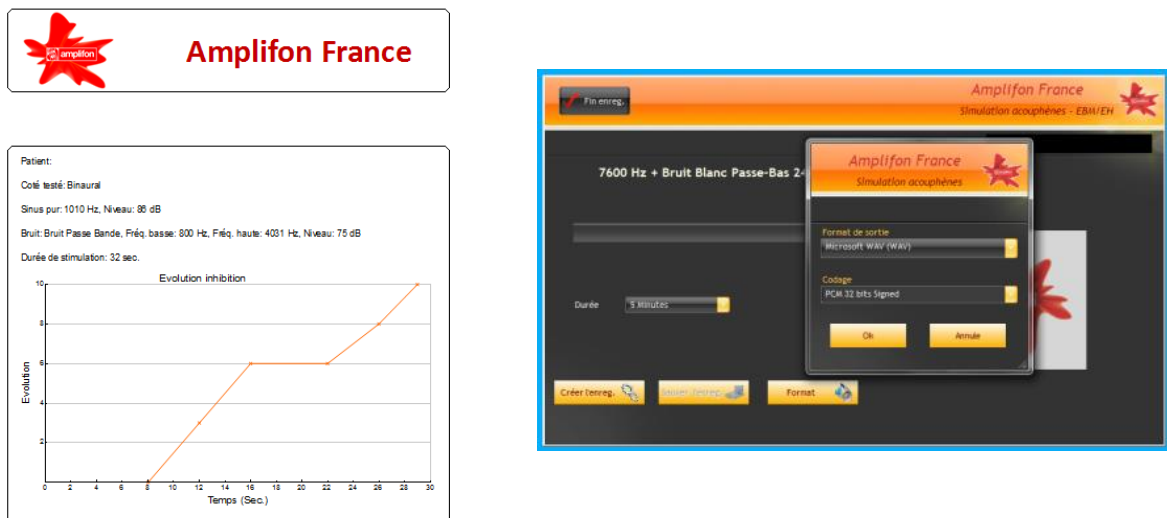 amplifon
Amplifon France
Patient:
Coté testé: Binaural
Sinus pur: 1010 Hz, Niveau: 86 dB
Bruit: Bruit Passe Bande, Fréq. basse: 800 Hz, Fréq. haute: 4031 Hz, Niveau: 75 dB
Durée de stimulation: 32 sec.
Evolution inhibition
10
8
6
4
2
Evolution
0 2 4 6 8 10 12 14 16 18 20 22 24 26 28 30
Temps (Sec.)
Fin enreg.
Amplifon France
Simulation acouphènes - EBM/EH
7600 Hz + Bruit Blanc Passe-Bas 24
Amplifon France
Simulation acouphènes
Format de sortie
Microsoft WAV (WAV)
Codage
PCM 32 bits Signed
Ok
Annule
Durée
5 Minutes
Créer l'enreg.
Format